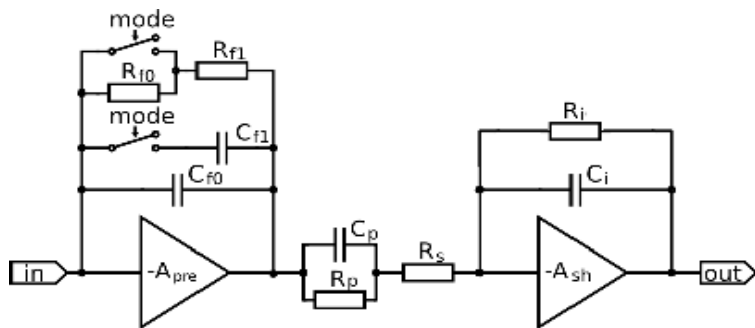 mode
Rf1
Rf0
mode
Cf1
Cf0
Ri
Ci
in
-Apre
Cp
Rp
Rs
-Ash
out